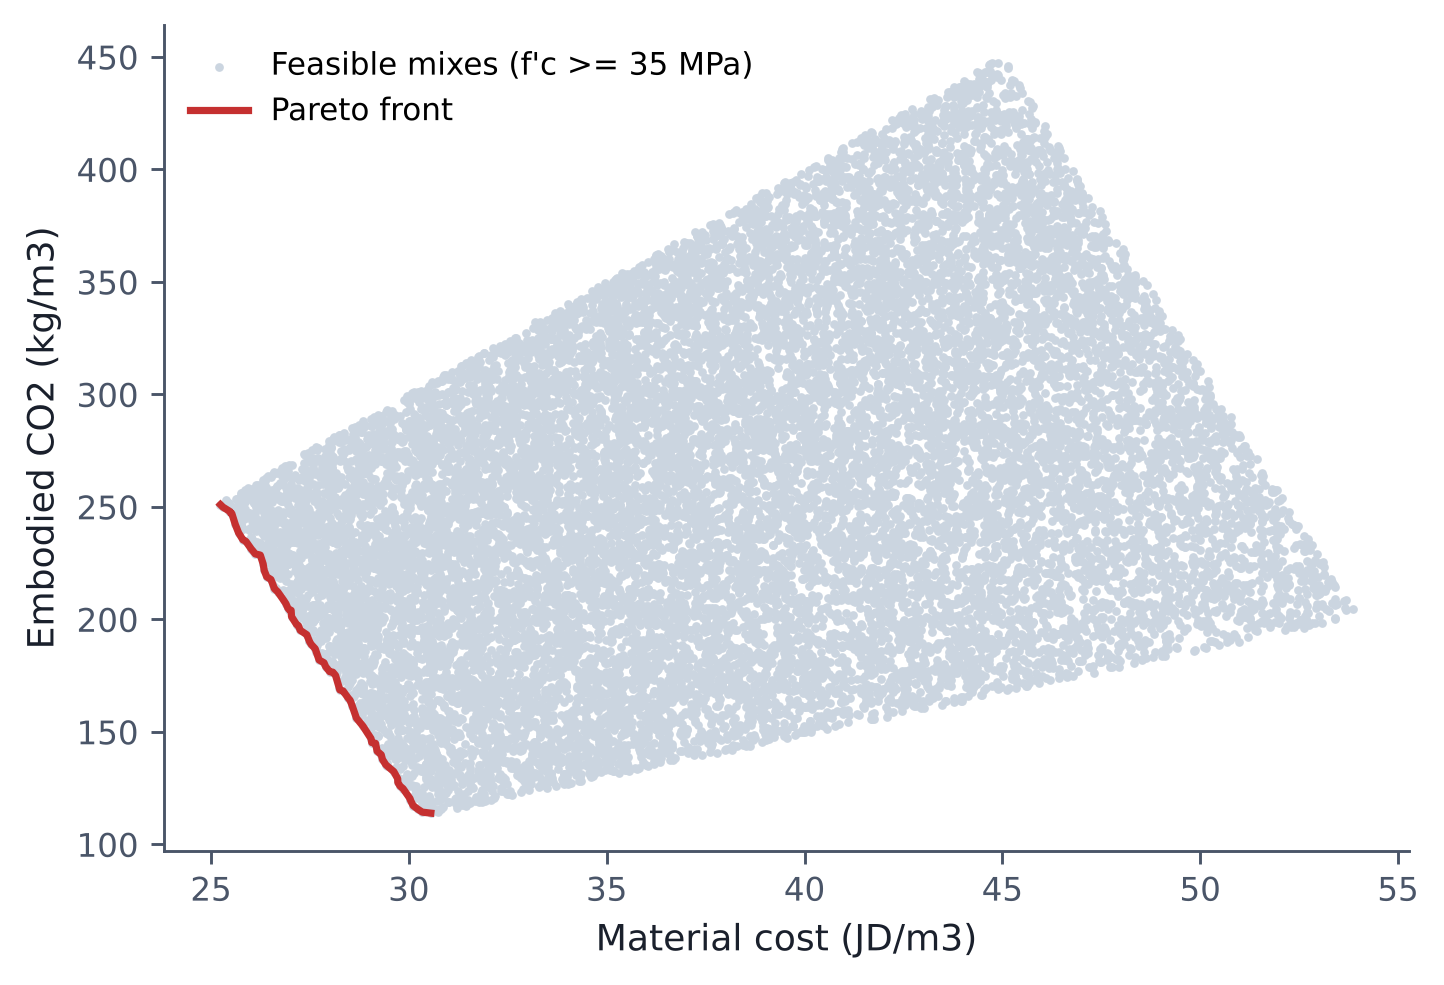 Feasible mixes (f'c >= 35 MPa)
Pareto front
Embodied CO2 (kg/m3)
450
400
350
300
250
200
150
100
25 30 35 40 45 50 55
Material cost (JD/m3)